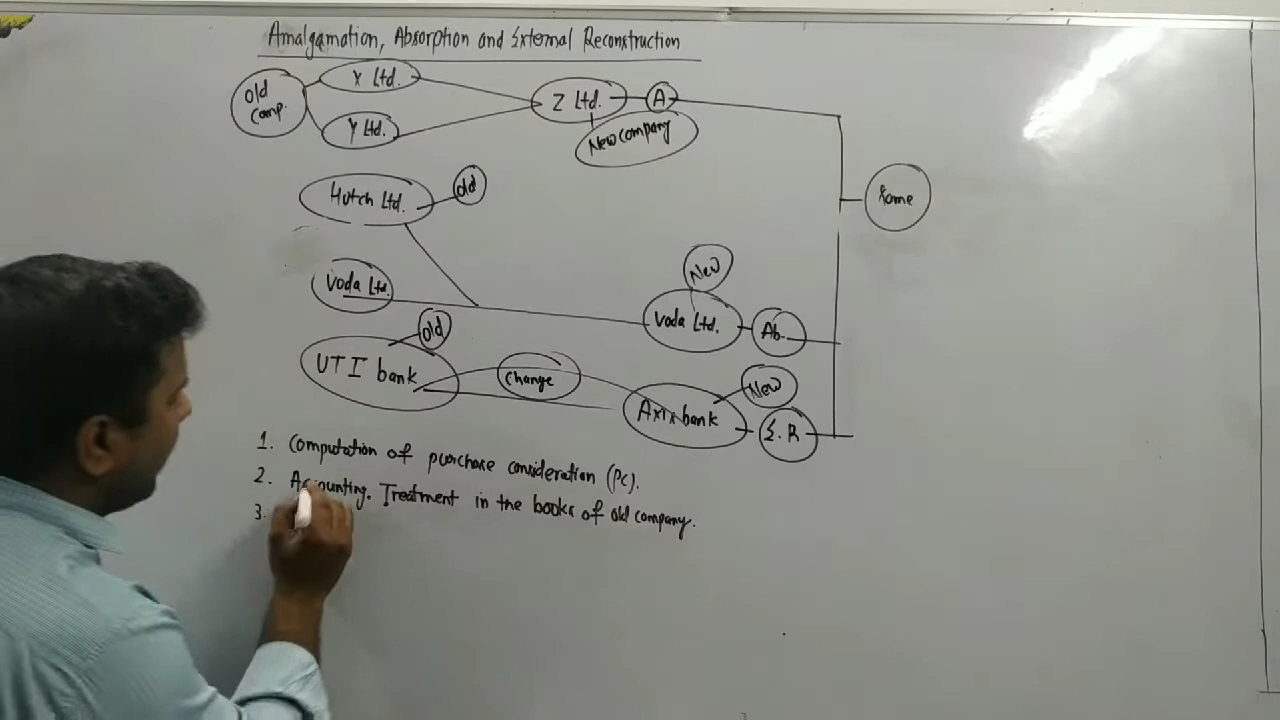 Amalgamation, Absorption and External Reconstruction
Old Comp.
X Ltd.
Y Ltd.
Z Ltd.
A
New company
Same
Hutch Ltd.
Old
Voda Ltd.
New
Voda Ltd.
Ab.
UTI bank
Old
Change
Axix bank
New
E.R
1. Computation of purchase consideration (PC).
2. Accounting. Treatment in the books of old company.
3.